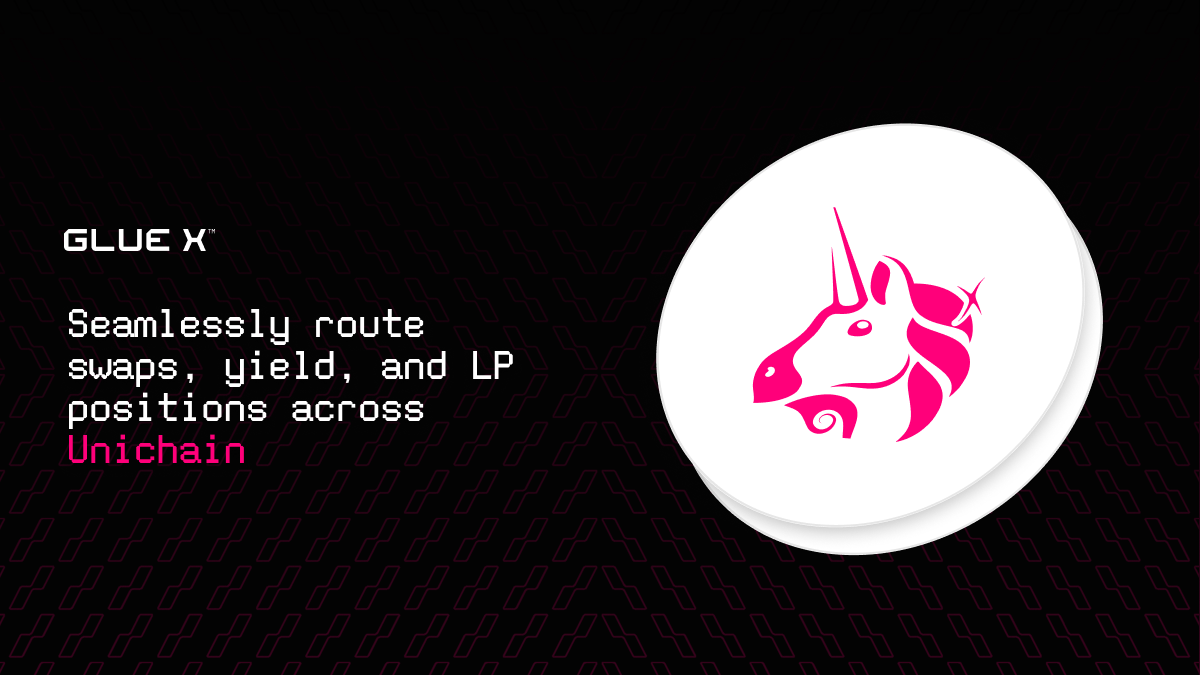 GLUE X™
Seamlessly route
swaps, yield, and LP
positions across
Unichain